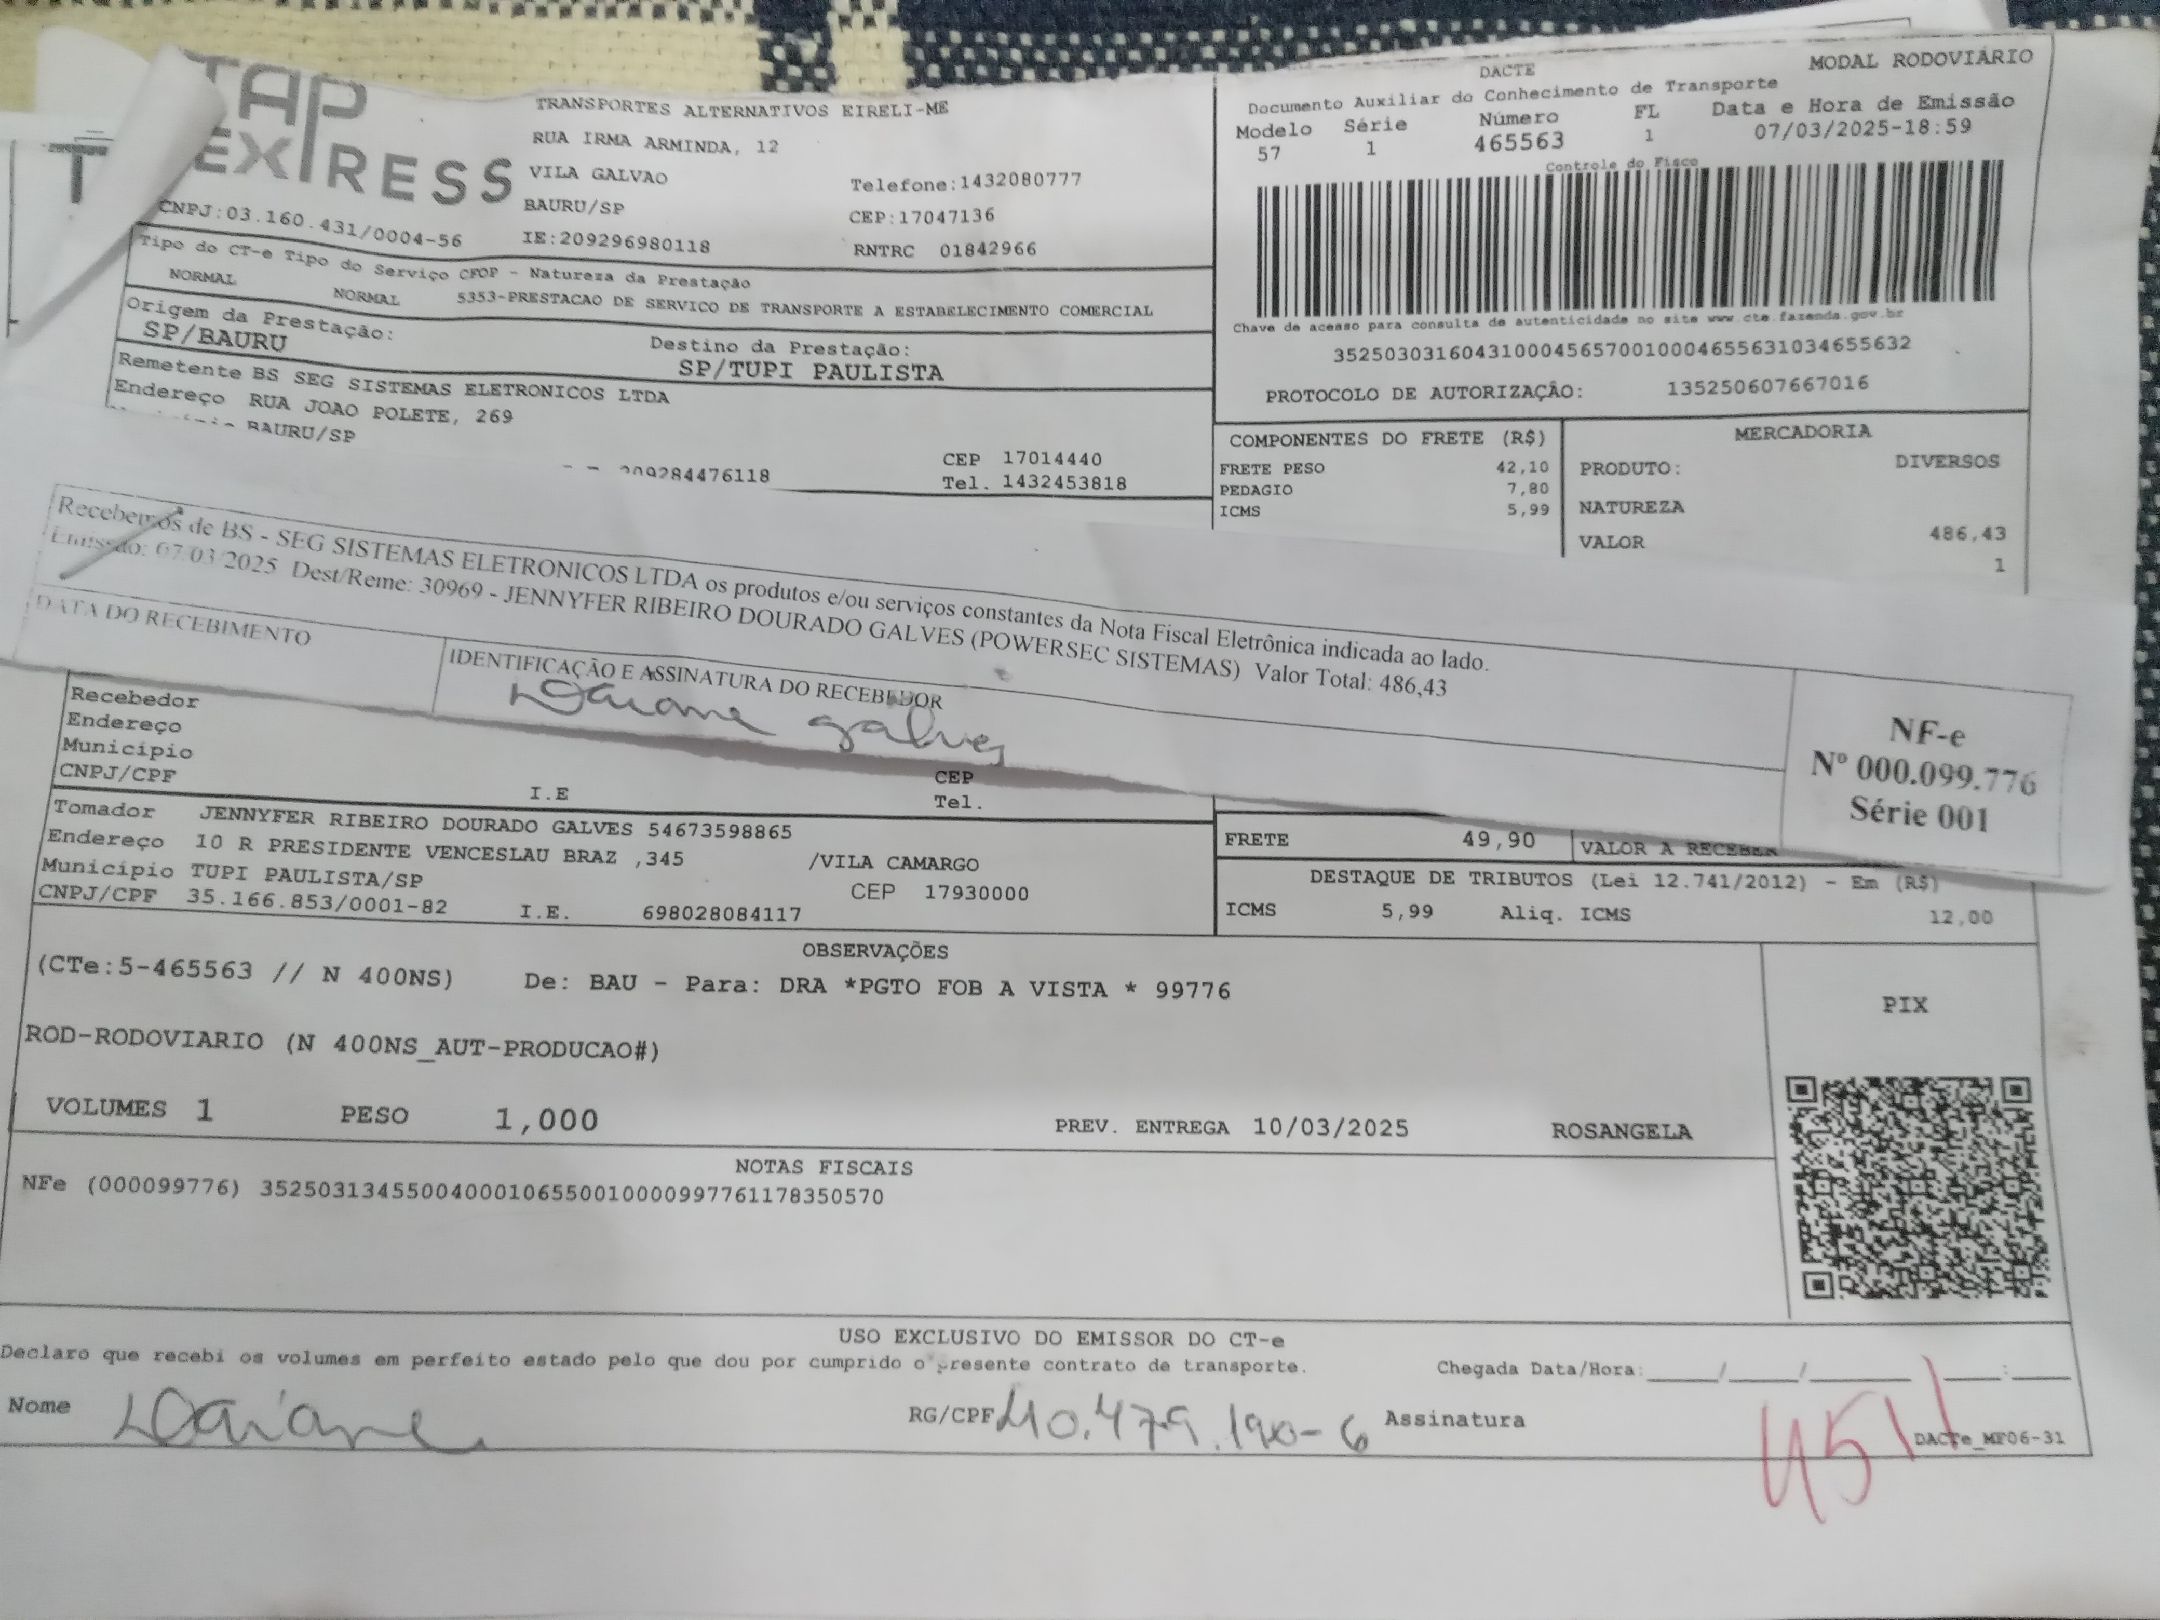 TAP
EXPRESS
T
TRANSPORTES ALTERNATIVOS EIRELI-ME
RUA IRMA ARMINDA, 12
VILA GALVAO
Telefone:1432080777
BAURU/SP
CEP:17047136
CNPJ:03.160.431/0004-56
IE:209296980118
RNTRC 01842966
DACTE
MODAL RODOVIÁRIO
Documento Auxiliar do Conhecimento de Transporte
Modelo Série Número FL Data e Hora de Emissão
57 1 465563 1 07/03/2025-18:59
Controle do Fisco
Chave de acesso para consulta de autenticidade no site www.cte.fazenda.gov.br
35250303160431000456570010004655631034655632
PROTOCOLO DE AUTORIZAÇÃO: 135250607667016
Tipo do CT-e Tipo do Serviço CFOP - Natureza da Prestação
NORMAL NORMAL 5353-PRESTACAO DE SERVICO DE TRANSPORTE A ESTABELECIMENTO COMERCIAL
Origem da Prestação: Destino da Prestação:
SP/BAURU SP/TUPI PAULISTA
Remetente BS SEG SISTEMAS ELETRONICOS LTDA
Endereço RUA JOAO POLETE, 269
BAURU/SP
CEP 17014440
209284476118 Tel. 1432453818
COMPONENTES DO FRETE (R$)
FRETE PESO 42,10
PEDAGIO 7,80
ICMS 5,99
MERCADORIA
PRODUTO: DIVERSOS
NATUREZA
VALOR 486,43
1
Recebemos de BS - SEG SISTEMAS ELETRONICOS LTDA os produtos e/ou serviços constantes da Nota Fiscal Eletrônica indicada ao lado.
Emissão: 07/03/2025 Dest/Reme: 30969 - JENNYFER RIBEIRO DOURADO GALVES (POWERSEC SISTEMAS) Valor Total: 486,43
DATA DO RECEBIMENTO
IDENTIFICAÇÃO E ASSINATURA DO RECEBEDOR
Daiane galves
NF-e
Nº 000.099.776
Série 001
Recebedor
Endereço
Município
CNPJ/CPF
I.E
CEP
Tel.
Tomador JENNYFER RIBEIRO DOURADO GALVES 54673598865
Endereço 10 R PRESIDENTE VENCESLAU BRAZ ,345 /VILA CAMARGO
Município TUPI PAULISTA/SP CEP 17930000
CNPJ/CPF 35.166.853/0001-82 I.E. 698028084117
FRETE 49,90 VALOR A RECEBER
DESTAQUE DE TRIBUTOS (Lei 12.741/2012) - Em (R$)
ICMS 5,99 Aliq. ICMS 12,00
OBSERVAÇÕES
(CTe:5-465563 // N 400NS) De: BAU - Para: DRA *PGTO FOB A VISTA * 99776
ROD-RODOVIARIO (N 400NS_AUT-PRODUCAO#)
PIX
VOLUMES 1 PESO 1,000 PREV. ENTREGA 10/03/2025 ROSANGELA
NOTAS FISCAIS
NFe (000099776) 35250313455004000106550010000997761178350570
USO EXCLUSIVO DO EMISSOR DO CT-e
Declaro que recebi os volumes em perfeito estado pelo que dou por cumprido o presente contrato de transporte. Chegada Data/Hora:____/____/______ ____:____
Nome Daiane RG/CPF 40.479.190-6 Assinatura
DACTe_MF06-31